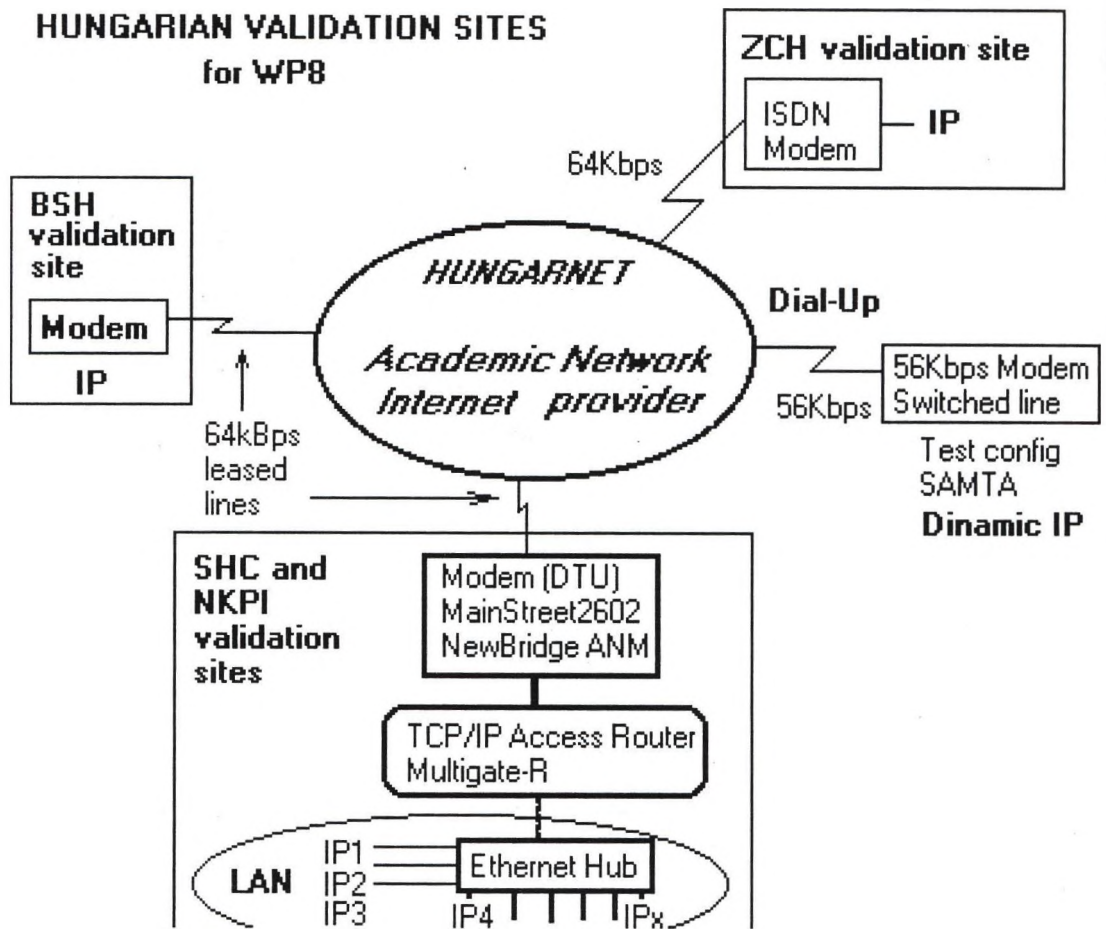 HUNGARIAN VALIDATION SITES
for WP8
ZCH validation site
ISDN
Modem
IP
64Kbps
BSH
validation
site
Modem
IP
HUNGARNET
Academic Network
Internet provider
Dial-Up
56Kbps Modem
Switched line
56Kbps
Test config
SAMTA
Dinamic IP
64kBps
leased
lines
SHC and
NKPI
validation
sites
Modem (DTU)
MainStreet2602
NewBridge ANM
TCP/IP Access Router
Multigate-R
LAN
IP1
IP2
IP3
Ethernet Hub
IP4
IPx